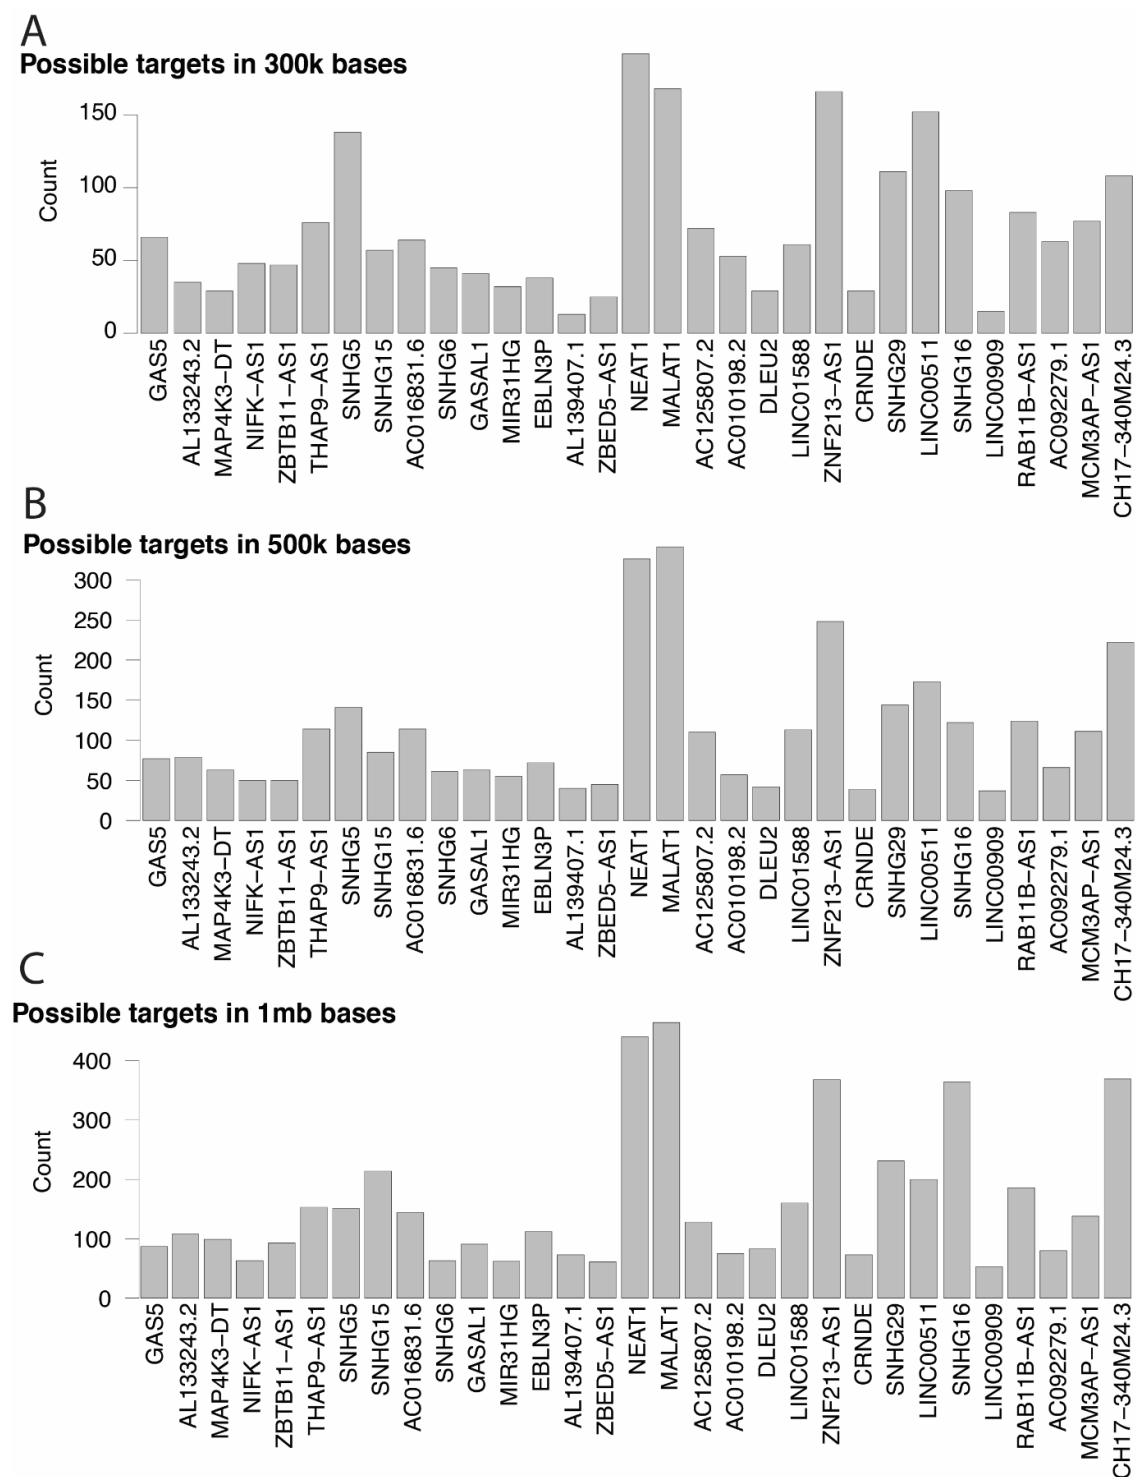 A
Possible targets in 300k bases
Count
150
100
50
0
GAS5
AL133243.2
MAP4K3−DT
NIFK−AS1
ZBTB11−AS1
THAP9−AS1
SNHG5
SNHG15
AC016831.6
SNHG6
GASAL1
MIR31HG
EBLN3P
AL139407.1
ZBED5−AS1
NEAT1
MALAT1
AC125807.2
AC010198.2
DLEU2
LINC01588
ZNF213−AS1
CRNDE
SNHG29
LINC00511
SNHG16
LINC00909
RAB11B−AS1
AC092279.1
MCM3AP−AS1
CH17−340M24.3
B
Possible targets in 500k bases
Count
300
250
200
150
100
50
0
GAS5
AL133243.2
MAP4K3−DT
NIFK−AS1
ZBTB11−AS1
THAP9−AS1
SNHG5
SNHG15
AC016831.6
SNHG6
GASAL1
MIR31HG
EBLN3P
AL139407.1
ZBED5−AS1
NEAT1
MALAT1
AC125807.2
AC010198.2
DLEU2
LINC01588
ZNF213−AS1
CRNDE
SNHG29
LINC00511
SNHG16
LINC00909
RAB11B−AS1
AC092279.1
MCM3AP−AS1
CH17−340M24.3
C
Possible targets in 1mb bases
Count
400
300
200
100
0
GAS5
AL133243.2
MAP4K3−DT
NIFK−AS1
ZBTB11−AS1
THAP9−AS1
SNHG5
SNHG15
AC016831.6
SNHG6
GASAL1
MIR31HG
EBLN3P
AL139407.1
ZBED5−AS1
NEAT1
MALAT1
AC125807.2
AC010198.2
DLEU2
LINC01588
ZNF213−AS1
CRNDE
SNHG29
LINC00511
SNHG16
LINC00909
RAB11B−AS1
AC092279.1
MCM3AP−AS1
CH17−340M24.3